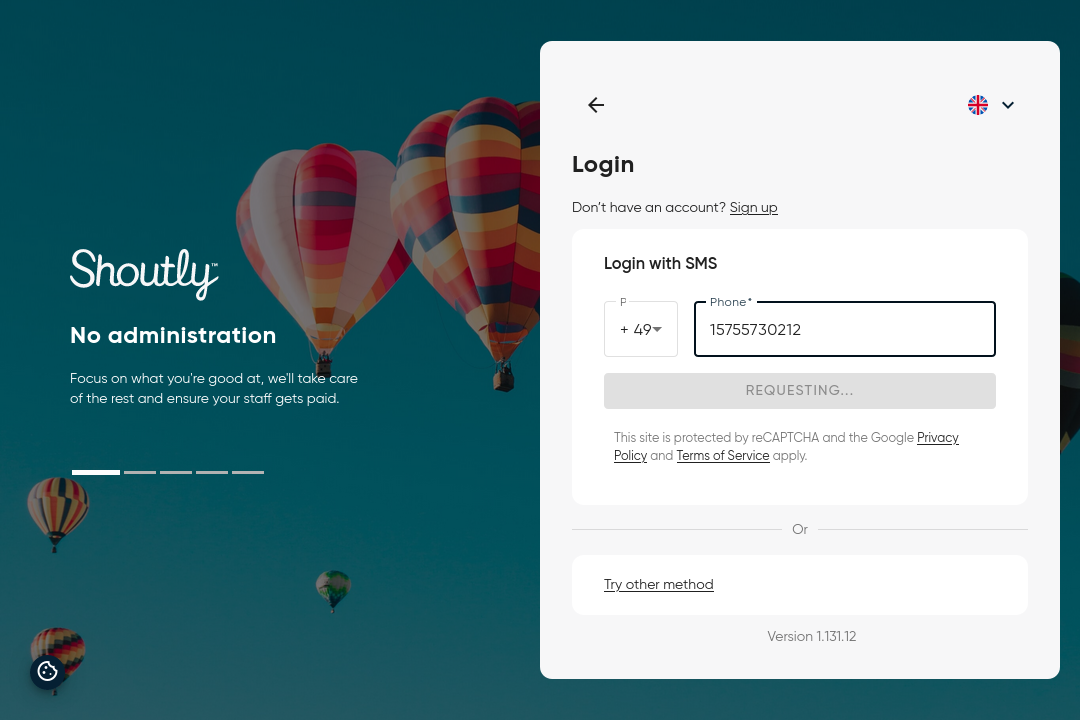 Shoutly™
No administration
Focus on what you're good at, we'll take care
of the rest and ensure your staff gets paid.
Login
Don't have an account? Sign up
Login with SMS
P
Phone*
+ 49
15755730212
REQUESTING...
This site is protected by reCAPTCHA and the Google Privacy
Policy and Terms of Service apply.
Or
Try other method
Version 1.131.12